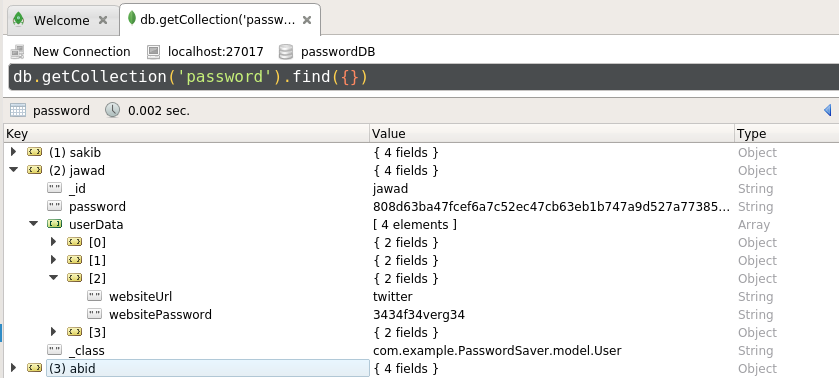 Welcome db.getCollection('passw...
New Connection localhost:27017 passwordDB
db.getCollection('password').find({})
password 0.002 sec.
Key Value Type
(1) sakib { 4 fields } Object
(2) jawad { 4 fields } Object
_id jawad String
password 808d63ba47fcef6a7c52ec47cb63eb1b747a9d527a77385... String
userData [ 4 elements ] Array
[0] { 2 fields } Object
[1] { 2 fields } Object
[2] { 2 fields } Object
websiteUrl twitter String
websitePassword 3434f34verg34 String
[3] { 2 fields } Object
_class com.example.PasswordSaver.model.User String
(3) abid { 4 fields } Object